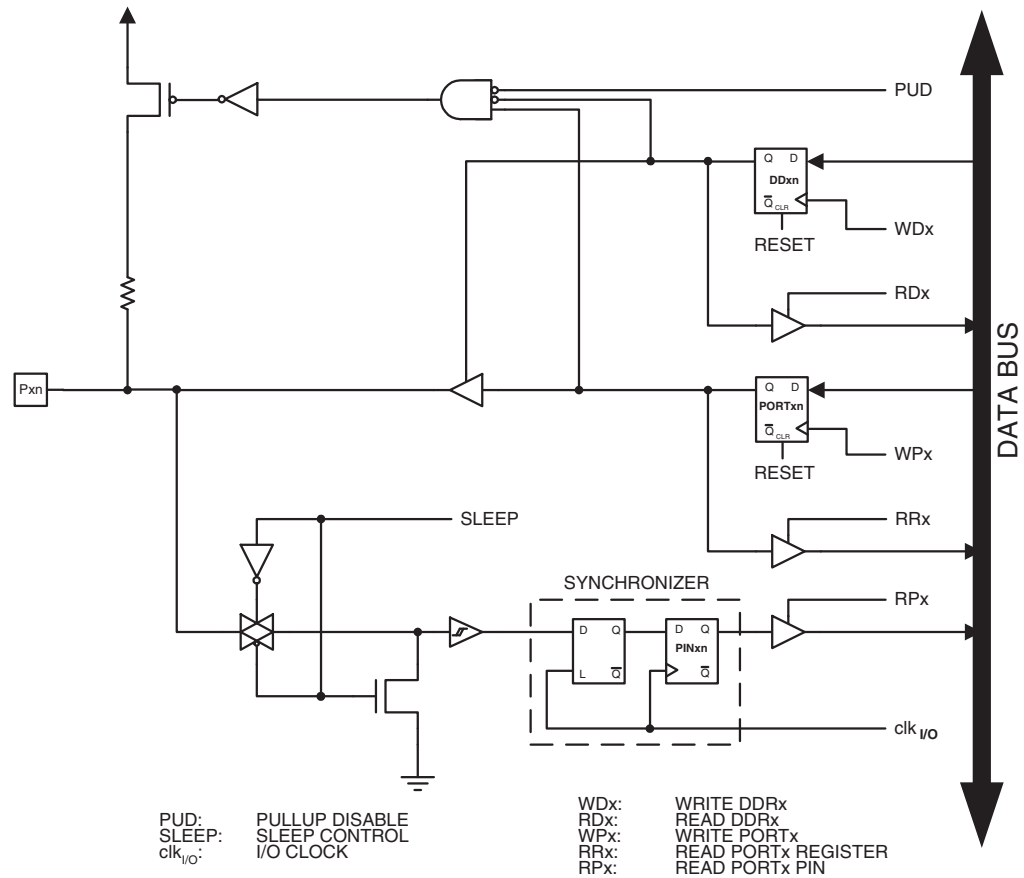 PUD
Q D
DDxn
Q CLR
WDx
RESET
RDx
Pxn
Q D
PORTxn
Q CLR
WPx
RESET
DATA BUS
SLEEP
RRx
SYNCHRONIZER
RPx
D Q
L Q
D Q
PINxn
Q
clk I/O
PUD: PULLUP DISABLE
SLEEP: SLEEP CONTROL
clkI/O: I/O CLOCK
WDx: WRITE DDRx
RDx: READ DDRx
WPx: WRITE PORTx
RRx: READ PORTx REGISTER
RPx: READ PORTx PIN